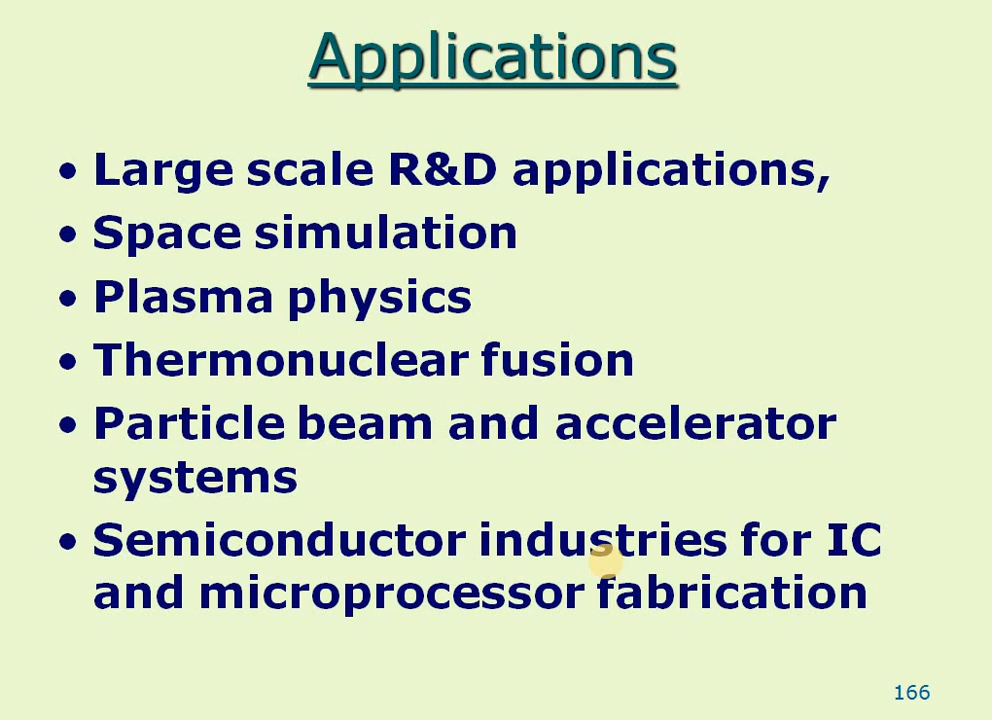 Applications
• Large scale R&D applications,
• Space simulation
• Plasma physics
• Thermonuclear fusion
• Particle beam and accelerator
systems
• Semiconductor industries for IC
and microprocessor fabrication
166